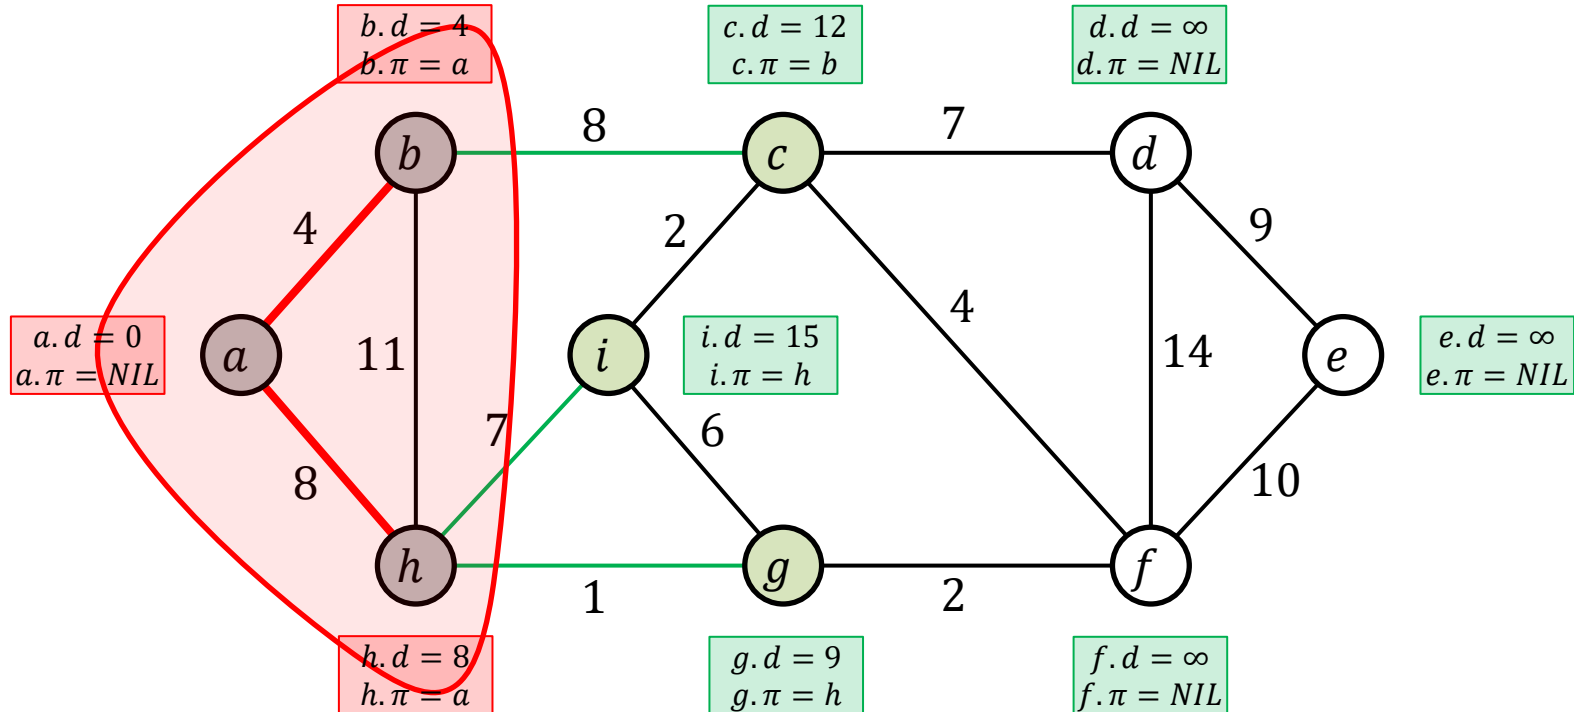 b.d = 4
b.π = a
c.d = 12
c.π = b
d.d = ∞
d.π = NIL
8
7
b
c
d
4
2
9
a.d = 0
a.π = NIL
a
11
i
i.d = 15
i.π = h
4
14
e
e.d = ∞
e.π = NIL
8
7
6
10
h
1
g
2
f
h.d = 8
h.π = a
g.d = 9
g.π = h
f.d = ∞
f.π = NIL